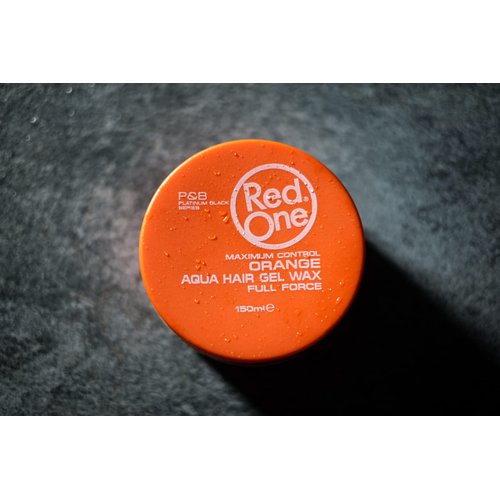 P&B
PLATINUM BLACK
SERIES
Red®
One
MAXIMUM CONTROL
ORANGE
AQUA HAIR GEL WAX
FULL FORCE
150ml℮